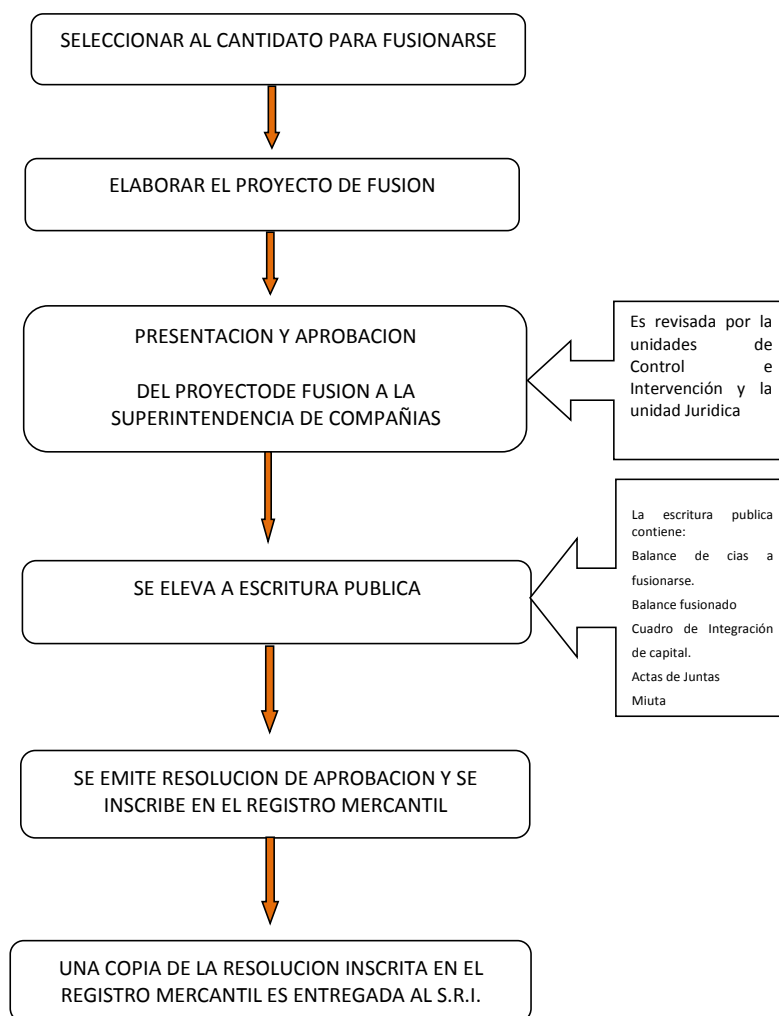 SELECCIONAR AL CANTIDATO PARA FUSIONARSE
ELABORAR EL PROYECTO DE FUSION
PRESENTACION Y APROBACION
DEL PROYECTODE FUSION A LA
SUPERINTENDENCIA DE COMPAÑIAS
Es revisada por la
unidades de
Control e
Intervención y la
unidad Juridica
SE ELEVA A ESCRITURA PUBLICA
La escritura publica
contiene:
Balance de cias a
fusionarse.
Balance fusionado
Cuadro de Integración
de capital.
Actas de Juntas
Miuta
SE EMITE RESOLUCION DE APROBACION Y SE
INSCRIBE EN EL REGISTRO MERCANTIL
UNA COPIA DE LA RESOLUCION INSCRITA EN EL
REGISTRO MERCANTIL ES ENTREGADA AL S.R.I.